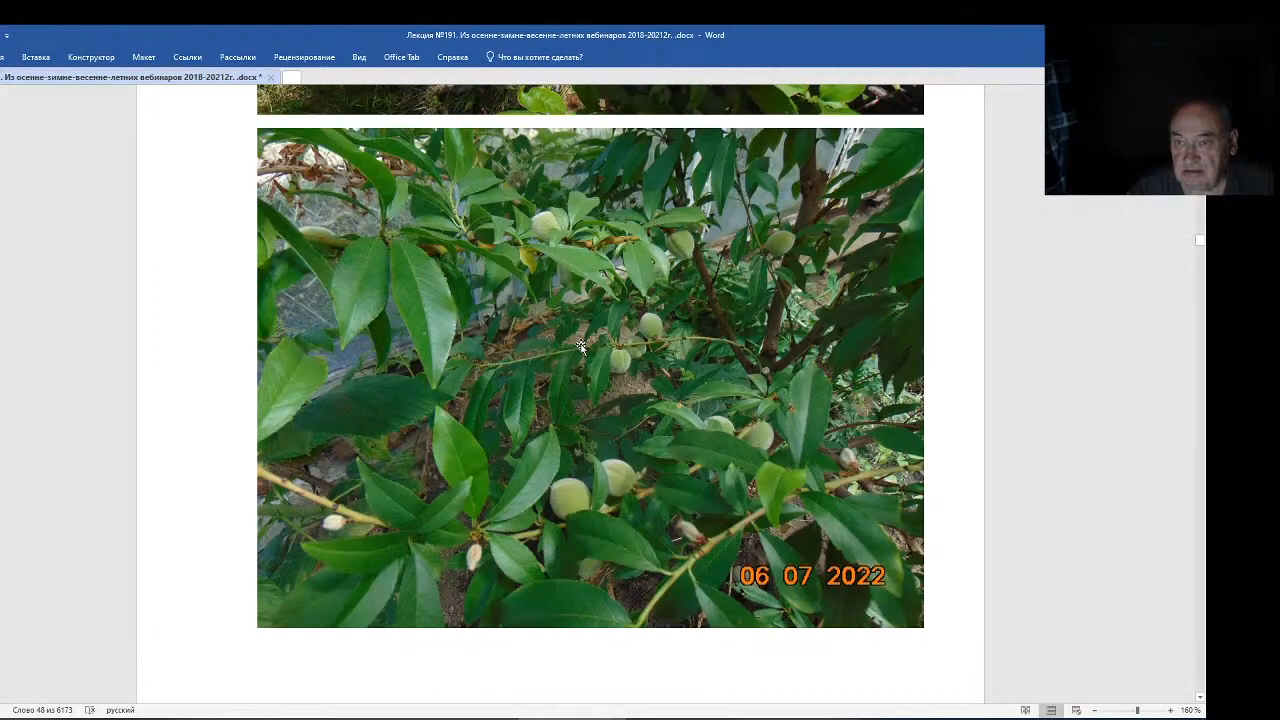 Лекция №191. Из осенне-зимне-весенне-летних вебинаров 2018-20212г. .docx - Word
Вставка Конструктор Макет Ссылки Рассылки Рецензирование Вид Office Tab Справка Что вы хотите сделать?
. Из осенне-зимне-весенне-летних вебинаров 2018-20212г. .docx *
06 07 2022
Слово 48 из 6173 русский 160 %